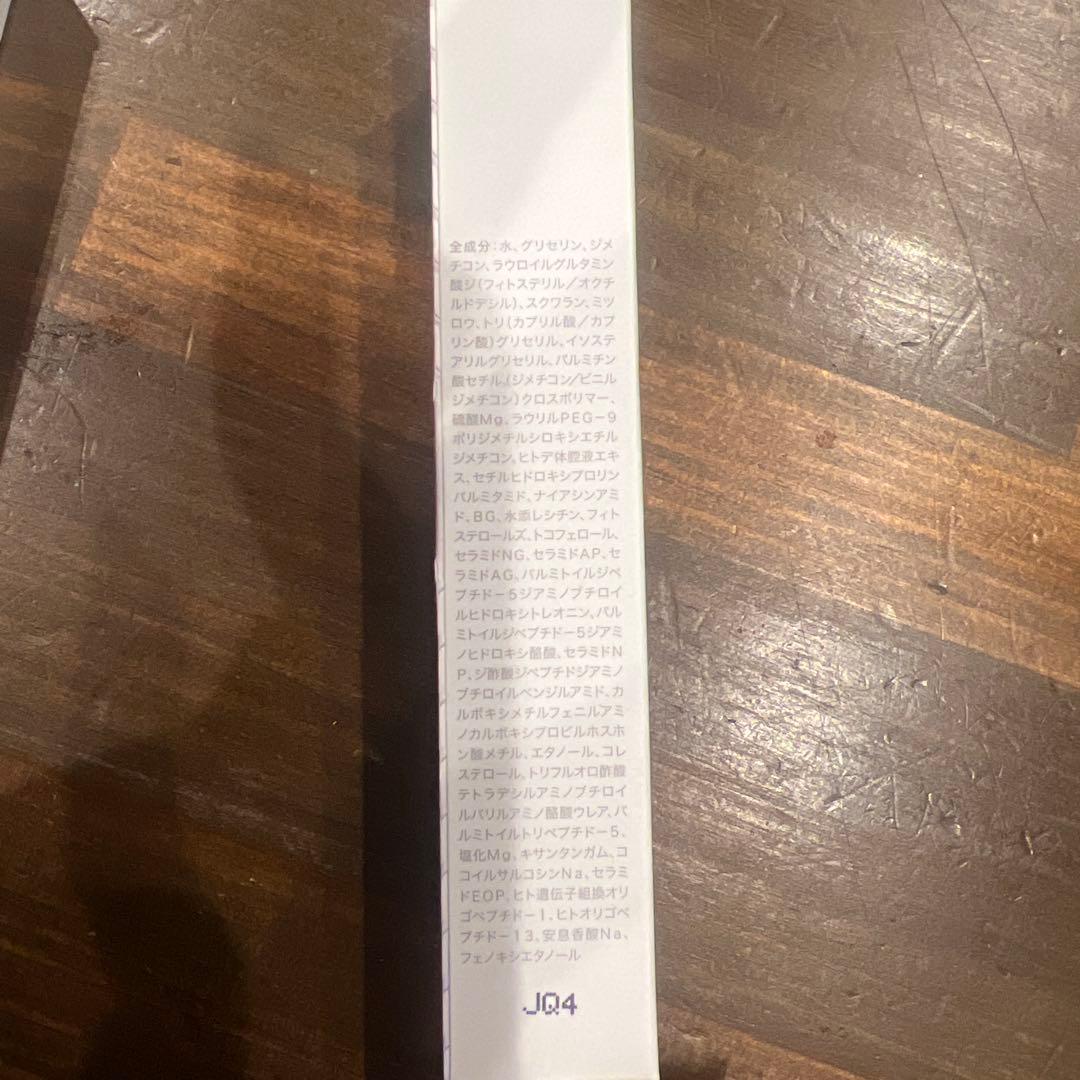 全成分:水、グリセリン、ジメ
チコン、ラウロイルグルタミン
酸ジ(フィトステリル/オクチ
ルドデシル)、スクワラン、ミツ
ロウ、トリ(カプリル酸/カプ
リン酸)グリセリル、イソステ
アリルグリセリル、パルミチン
酸セチル、(ジメチコン/ビニル
ジメチコン)クロスポリマー、
硫酸Mg、ラウリルPEG-9
ポリジメチルシロキシエチル
ジメチコン、ヒトデ体腔液エキ
ス、セチルヒドロキシプロリン
パルミタミド、ナイアシンアミ
ド、BG、水添レシチン、フィト
ステロールズ、トコフェロール、
セラミドNG、セラミドAP、セ
ラミドAG、パルミトイルジペ
プチド-5ジアミノブチロイ
ルヒドロキシトレオニン、パル
ミトイルジペプチド-5ジアミ
ノヒドロキシ酪酸、セラミドN
P、ジ酢酸ジペプチドジアミノ
ブチロイルベンジルアミド、カ
ルボキシメチルフェニルアミ
ノカルボキシプロピルホスホ
ン酸メチル、エタノール、コレ
ステロール、トリフルオロ酢酸
テトラデシルアミノブチロイ
ルバリルアミノ酪酸ウレア、パ
ルミトイルトリペプチド-5、
塩化Mg、キサンタンガム、コ
コイルサルコシンNa、セラミ
ドEOP、ヒト遺伝子組換オリ
ゴペプチド-1、ヒトオリゴペ
プチド-13、安息香酸Na、
フェノキシエタノール
JQ4